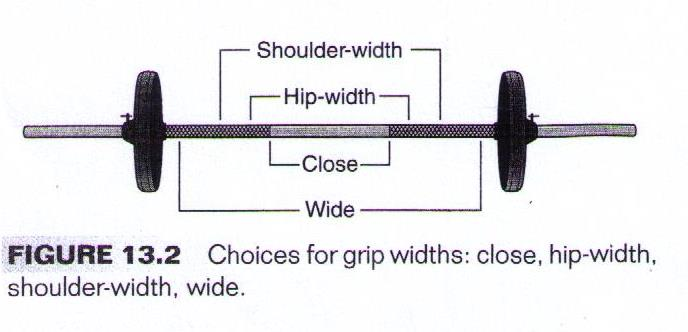 Shoulder-width
Hip-width
Close
Wide
FIGURE 13.2 Choices for grip widths: close, hip-width,
shoulder-width, wide.